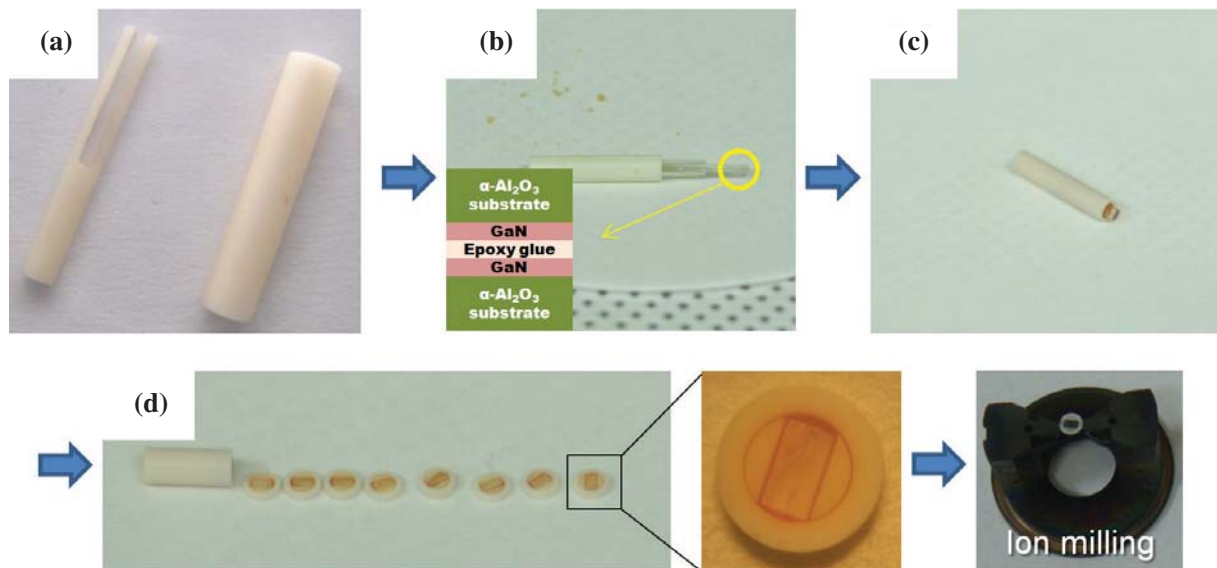 (a)
(b)
(c)
α-Al₂O₃
substrate
GaN
Epoxy glue
GaN
α-Al₂O₃
substrate
(d)
Ion milling